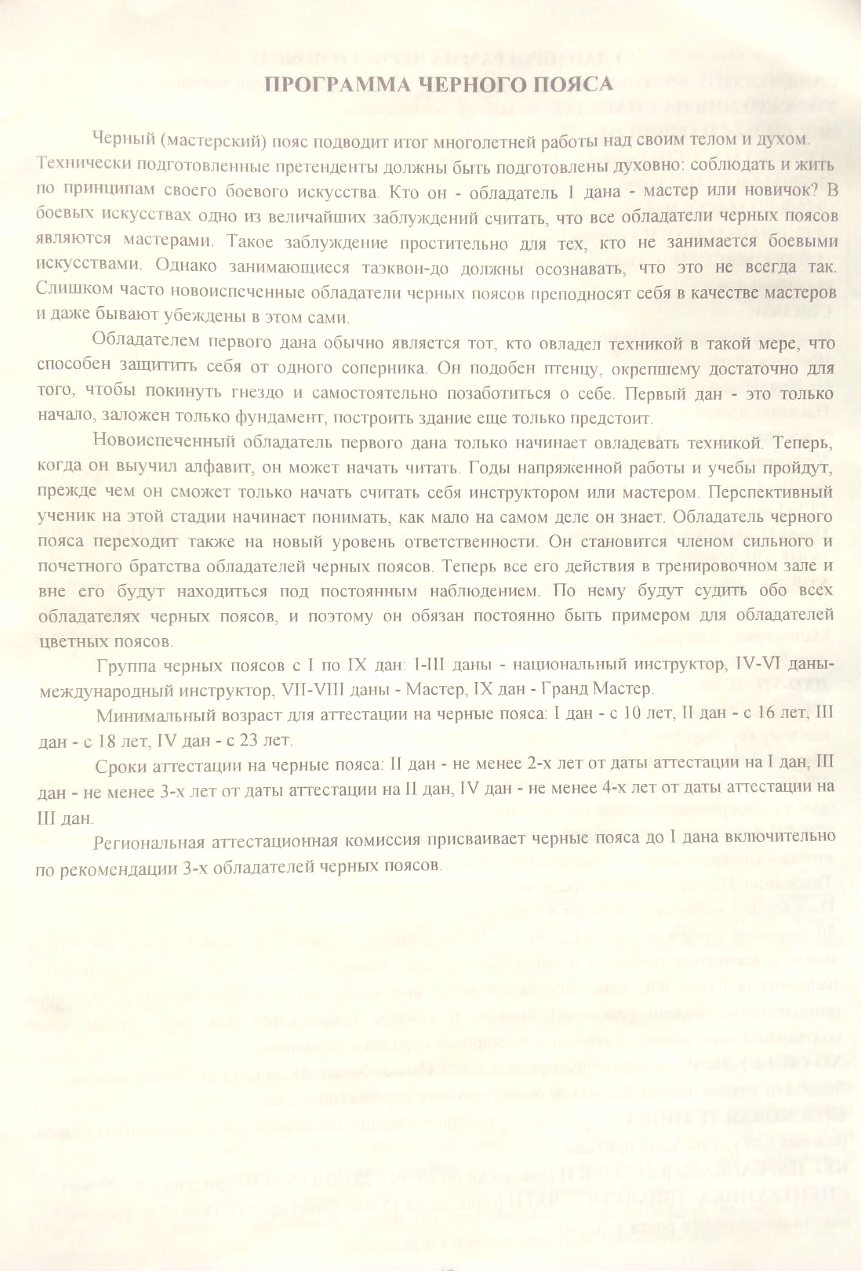 ПРОГРАММА ЧЕРНОГО ПОЯСА
Черный (мастерский) пояс подводит итог многолетней работы над своим телом и духом.
Технически подготовленные претенденты должны быть подготовлены духовно: соблюдать и жить
по принципам своего боевого искусства. Кто он - обладатель 1 дана - мастер или новичок? В
боевых искусствах одно из величайших заблуждений считать, что все обладатели черных поясов
являются мастерами. Такое заблуждение простительно для тех, кто не занимается боевыми
искусствами. Однако занимающиеся таэквон-до должны осознавать, что это не всегда так.
Слишком часто новоиспеченные обладатели черных поясов преподносят себя в качестве мастеров
и даже бывают убеждены в этом сами.
Обладателем первого дана обычно является тот, кто овладел техникой в такой мере, что
способен защитить себя от одного соперника. Он подобен птенцу, окрепшему достаточно для
того, чтобы покинуть гнездо и самостоятельно позаботиться о себе. Первый дан - это только
начало, заложен только фундамент, построить здание еще только предстоит.
Новоиспеченный обладатель первого дана только начинает овладевать техникой. Теперь,
когда он выучил алфавит, он может начать читать. Годы напряженной работы и учебы пройдут,
прежде чем он сможет только начать считать себя инструктором или мастером. Перспективный
ученик на этой стадии начинает понимать, как мало на самом деле он знает. Обладатель черного
пояса переходит также на новый уровень ответственности. Он становится членом сильного и
почетного братства обладателей черных поясов. Теперь все его действия в тренировочном зале и
вне его будут находиться под постоянным наблюдением. По нему будут судить обо всех
обладателях черных поясов, и поэтому он обязан постоянно быть примером для обладателей
цветных поясов.
Группа черных поясов с I по IX дан: I-III даны - национальный инструктор, IV-VI даны-
международный инструктор, VII-VIII даны - Мастер, IX дан - Гранд Мастер.
Минимальный возраст для аттестации на черные пояса: I дан - с 10 лет, II дан - с 16 лет, III
дан - с 18 лет, IV дан - с 23 лет.
Сроки аттестации на черные пояса: II дан - не менее 2-х лет от даты аттестации на I дан, III
дан - не менее 3-х лет от даты аттестации на II дан, IV дан - не менее 4-х лет от даты аттестации на
III дан.
Региональная аттестационная комиссия присваивает черные пояса до 1 дана включительно
по рекомендации 3-х обладателей черных поясов.